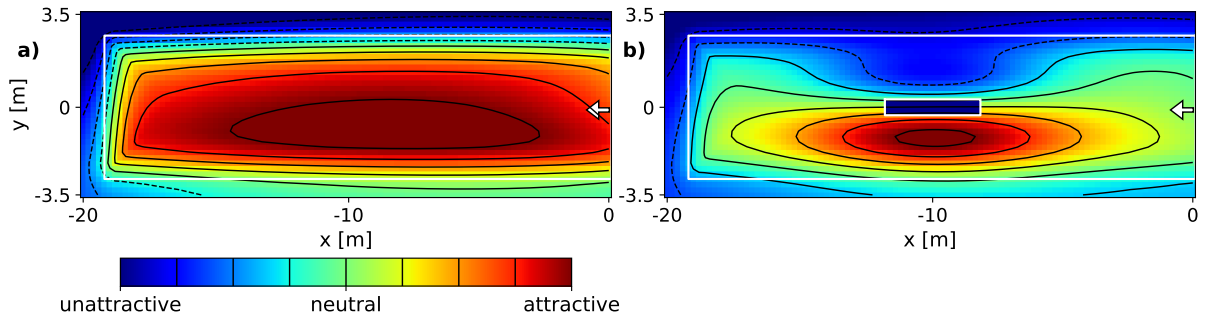 3.5 3.5
a) b)
y [m] 0 0
-3.5 -3.5
-20 -10 0 -20 -10 0
x [m] x [m]
unattractive neutral attractive